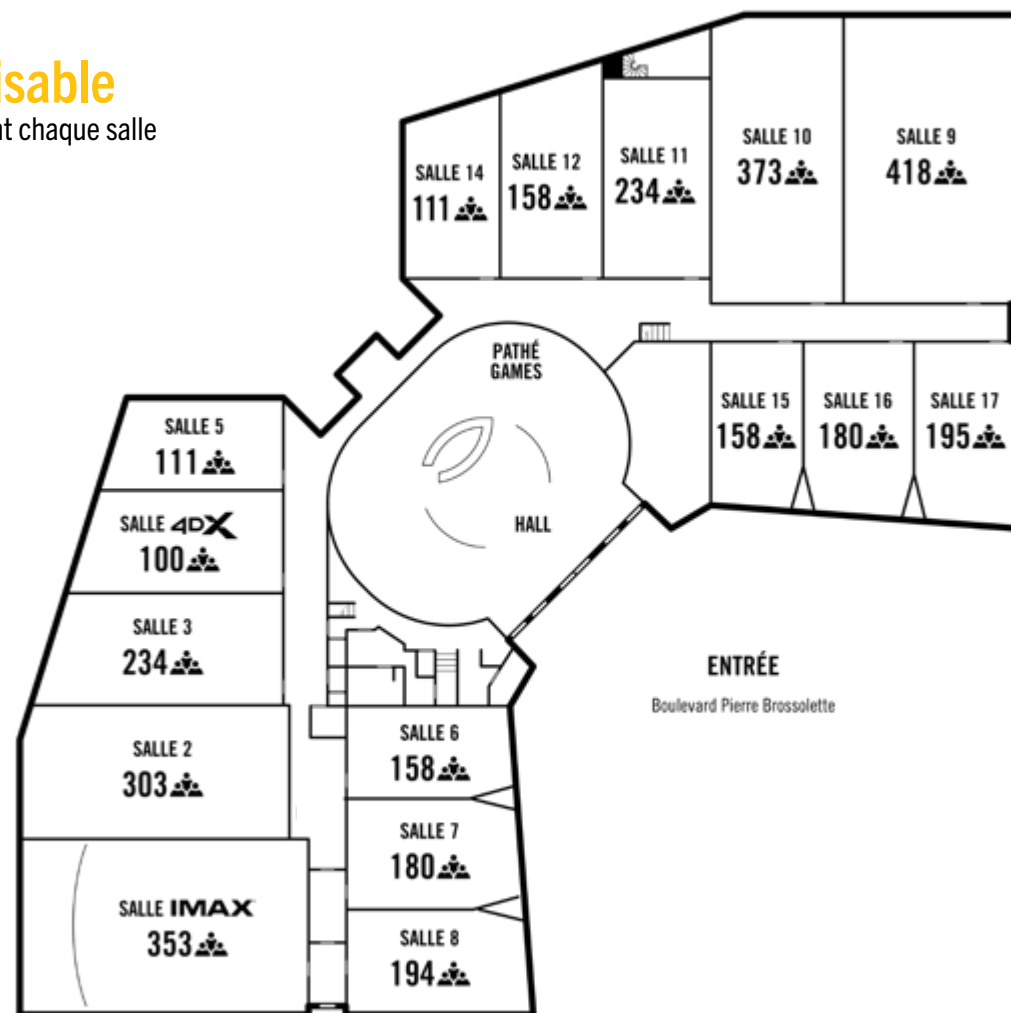 isable
nt chaque salle
SALLE 14
111
SALLE 12
158
SALLE 11
234
SALLE 10
373
SALLE 9
418
PATHÉ
GAMES
HALL
SALLE 15
158
SALLE 16
180
SALLE 17
195
SALLE 5
111
SALLE 4DX
100
SALLE 3
234
SALLE 2
303
SALLE IMAX
353
SALLE 6
158
SALLE 7
180
SALLE 8
194
ENTRÉE
Boulevard Pierre Brossolette